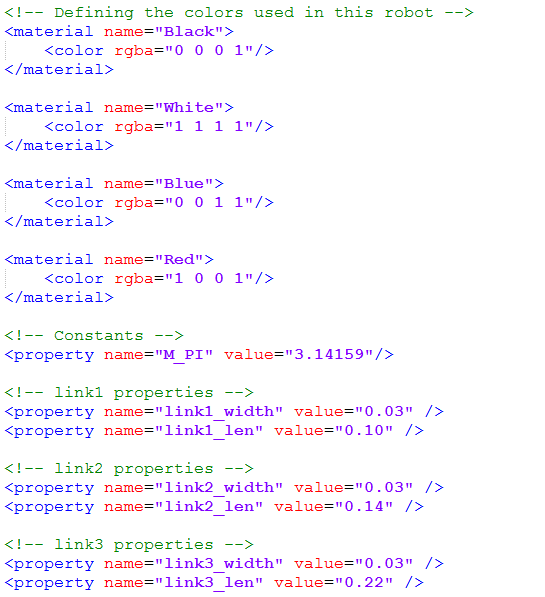 <!-- Defining the colors used in this robot -->
<material name="Black">
    <color rgba="0 0 0 1"/>
</material>

<material name="White">
    <color rgba="1 1 1 1"/>
</material>

<material name="Blue">
    <color rgba="0 0 1 1"/>
</material>

<material name="Red">
    <color rgba="1 0 0 1"/>
</material>

<!-- Constants -->
<property name="M_PI" value="3.14159"/>

<!-- link1 properties -->
<property name="link1_width" value="0.03" />
<property name="link1_len" value="0.10" />

<!-- link2 properties -->
<property name="link2_width" value="0.03" />
<property name="link2_len" value="0.14" />

<!-- link3 properties -->
<property name="link3_width" value="0.03" />
<property name="link3_len" value="0.22" />